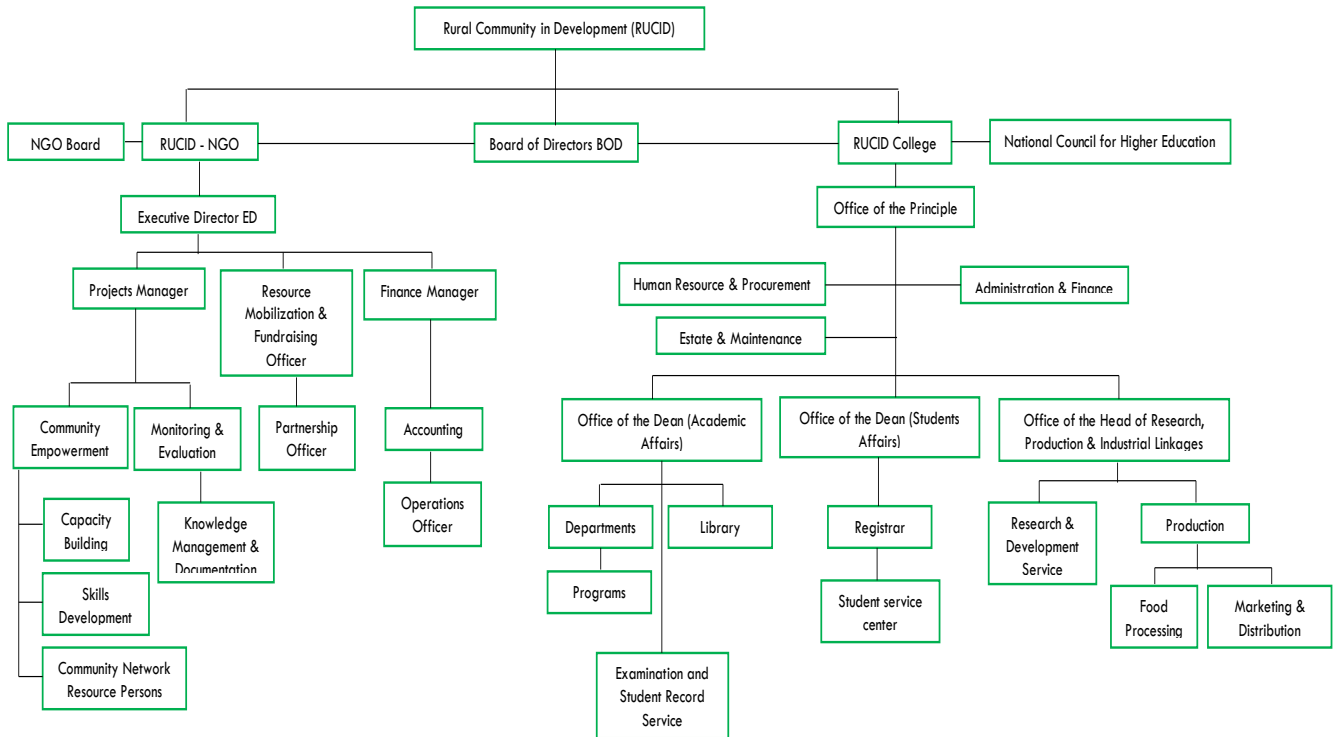 Rural Community in Development (RUCID)
NGO Board
RUCID - NGO
Board of Directors BOD
RUCID College
National Council for Higher Education
Executive Director ED
Office of the Principle
Projects Manager
Resource
Mobilization &
Fundraising
Officer
Finance Manager
Human Resource & Procurement
Administration & Finance
Estate & Maintenance
Community
Empowerment
Monitoring &
Evaluation
Partnership
Officer
Accounting
Office of the Dean (Academic
Affairs)
Office of the Dean (Students
Affairs)
Office of the Head of Research,
Production & Industrial Linkages
Capacity
Building
Knowledge
Management &
Documentation
Operations
Officer
Departments
Library
Registrar
Research &
Development
Service
Production
Skills
Development
Programs
Student service
center
Food
Processing
Marketing &
Distribution
Community Network
Resource Persons
Examination and
Student Record
Service